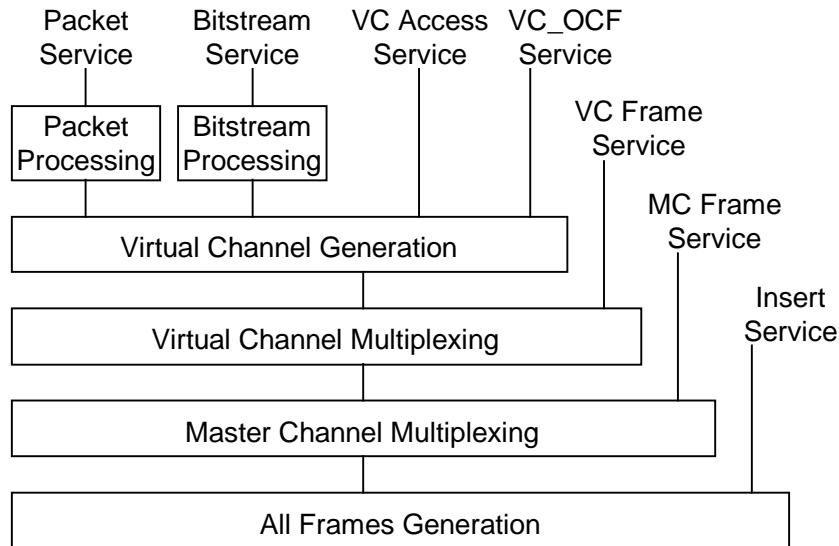 Packet
Service
Bitstream
Service
VC Access
Service
VC_OCF
Service
Packet
Processing
Bitstream
Processing
VC Frame
Service
MC Frame
Service
Virtual Channel Generation
Insert
Service
Virtual Channel Multiplexing
Master Channel Multiplexing
All Frames Generation